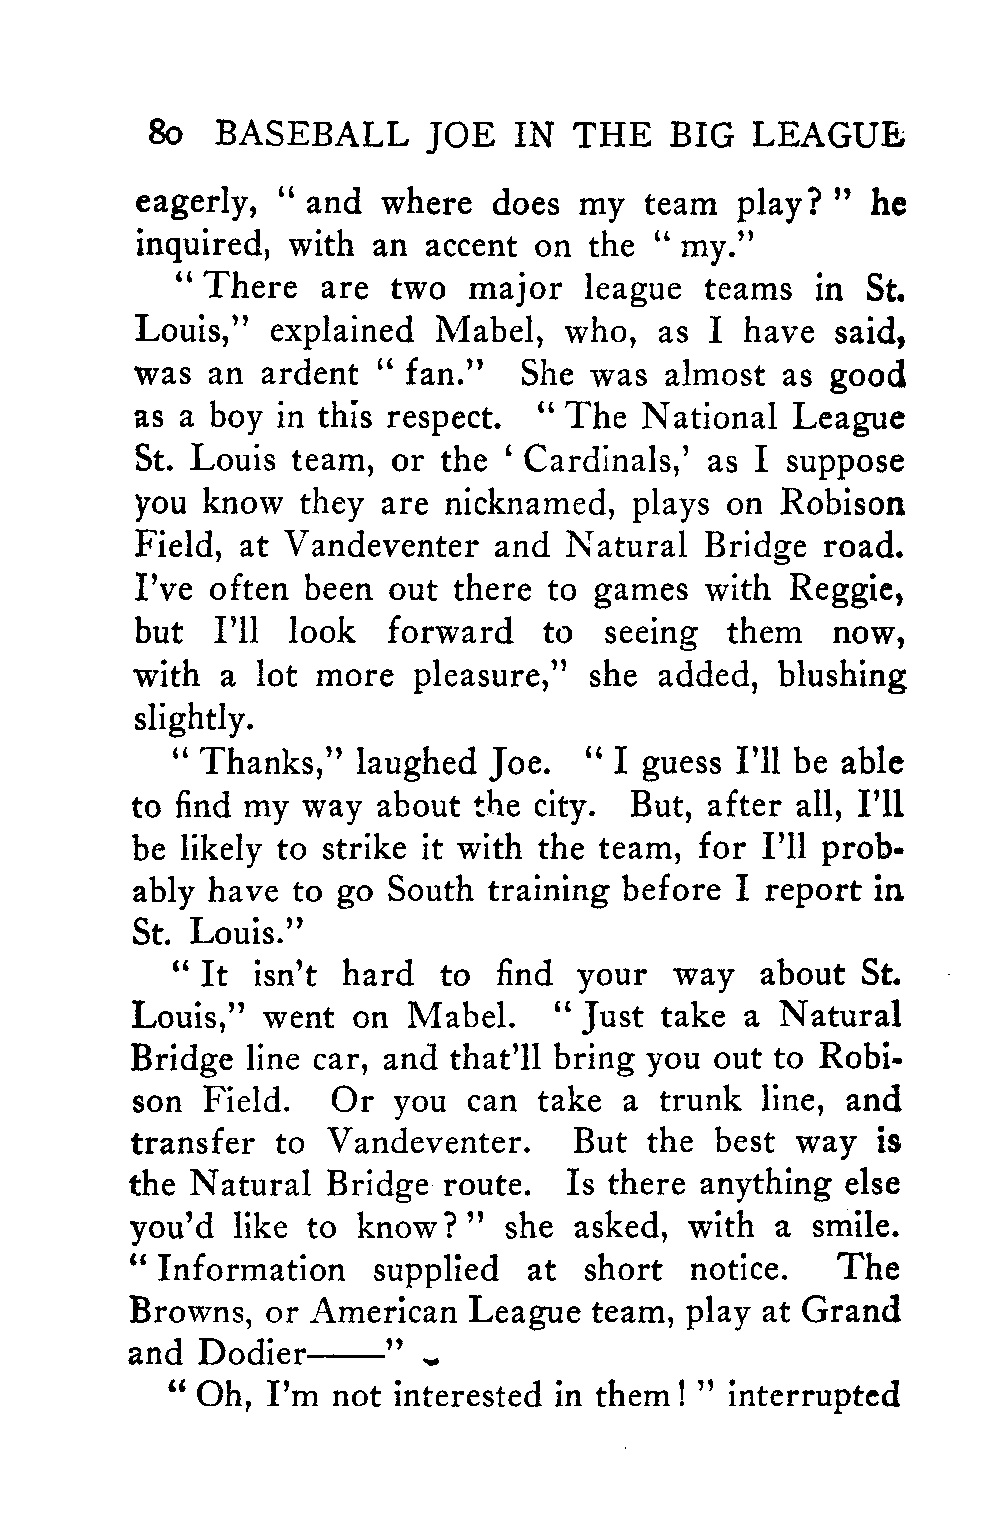 80 BASEBALL JOE IN THE BIG LEAGUE
eagerly, " and where does my team play? " he
inquired, with an accent on the " my."
" There are two major league teams in St.
Louis," explained Mabel, who, as I have said,
was an ardent " fan." She was almost as good
as a boy in this respect. " The National League
St. Louis team, or the ' Cardinals,' as I suppose
you know they are nicknamed, plays on Robison
Field, at Vandeventer and Natural Bridge road.
I've often been out there to games with Reggie,
but I'll look forward to seeing them now,
with a lot more pleasure," she added, blushing
slightly.
" Thanks," laughed Joe. " I guess I'll be able
to find my way about the city. But, after all, I'll
be likely to strike it with the team, for I'll prob-
ably have to go South training before I report in
St. Louis."
" It isn't hard to find your way about St.
Louis," went on Mabel. " Just take a Natural
Bridge line car, and that'll bring you out to Robi-
son Field. Or you can take a trunk line, and
transfer to Vandeventer. But the best way is
the Natural Bridge route. Is there anything else
you'd like to know? " she asked, with a smile.
" Information supplied at short notice. The
Browns, or American League team, play at Grand
and Dodier——"
" Oh, I'm not interested in them! " interrupted